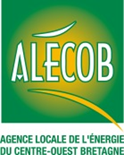 ALECOB
AGENCE LOCALE DE L'ÉNERGIE
DU CENTRE-OUEST BRETAGNE